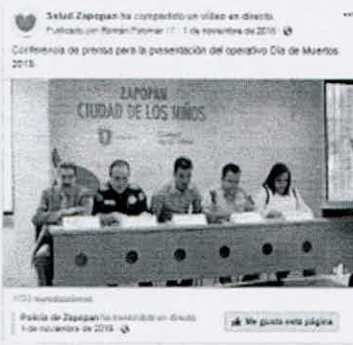 Salud Zapopan ha compartido un vídeo en directo.
Publicado por Román Palomar · 1 de noviembre de 2018 ·
Conferencia de prensa para la presentación del operativo Día de Muertos
2018.
ZAPOPAN
CIUDAD DE LOS NIÑOS
reproducciones
Policía de Zapopan ha transmitido en directo.
1 de noviembre de 2018 ·
Me gusta esta página